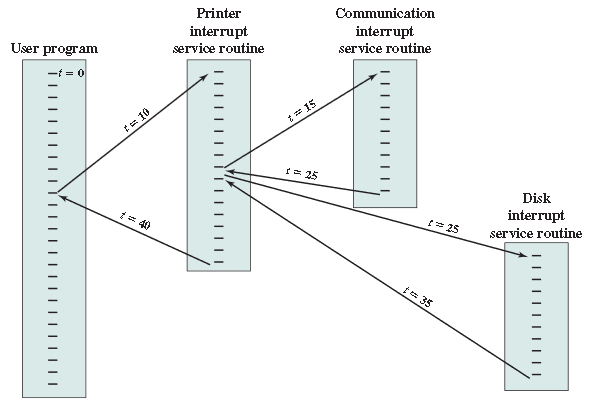 User program
t = 0
Printer
interrupt
service routine
Communication
interrupt
service routine
t = 10
t = 15
t = 25
t = 40
t = 25
t = 35
Disk
interrupt
service routine